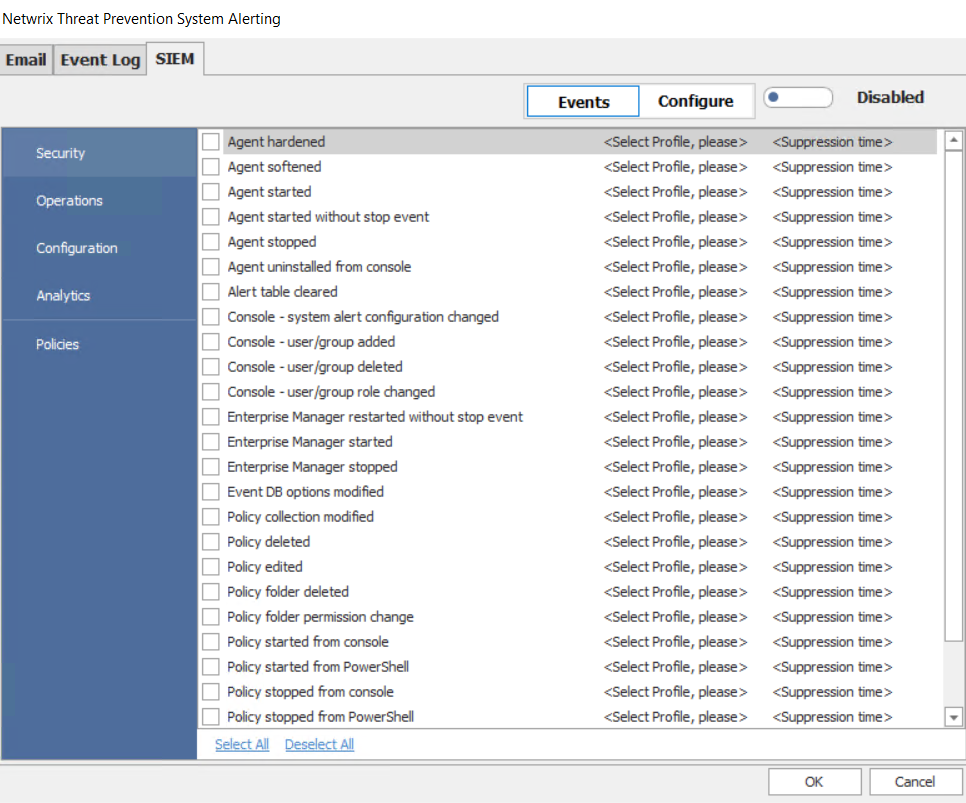 Netwrix Threat Prevention System Alerting
Email Event Log SIEM
Events Configure Disabled
Security
Operations
Configuration
Analytics
Policies
Agent hardened <Select Profile, please> <Suppression time>
Agent softened <Select Profile, please> <Suppression time>
Agent started <Select Profile, please> <Suppression time>
Agent started without stop event <Select Profile, please> <Suppression time>
Agent stopped <Select Profile, please> <Suppression time>
Agent uninstalled from console <Select Profile, please> <Suppression time>
Alert table cleared <Select Profile, please> <Suppression time>
Console - system alert configuration changed <Select Profile, please> <Suppression time>
Console - user/group added <Select Profile, please> <Suppression time>
Console - user/group deleted <Select Profile, please> <Suppression time>
Console - user/group role changed <Select Profile, please> <Suppression time>
Enterprise Manager restarted without stop event <Select Profile, please> <Suppression time>
Enterprise Manager started <Select Profile, please> <Suppression time>
Enterprise Manager stopped <Select Profile, please> <Suppression time>
Event DB options modified <Select Profile, please> <Suppression time>
Policy collection modified <Select Profile, please> <Suppression time>
Policy deleted <Select Profile, please> <Suppression time>
Policy edited <Select Profile, please> <Suppression time>
Policy folder deleted <Select Profile, please> <Suppression time>
Policy folder permission change <Select Profile, please> <Suppression time>
Policy started from console <Select Profile, please> <Suppression time>
Policy started from PowerShell <Select Profile, please> <Suppression time>
Policy stopped from console <Select Profile, please> <Suppression time>
Policy stopped from PowerShell <Select Profile, please> <Suppression time>
Select All Deselect All
OK Cancel